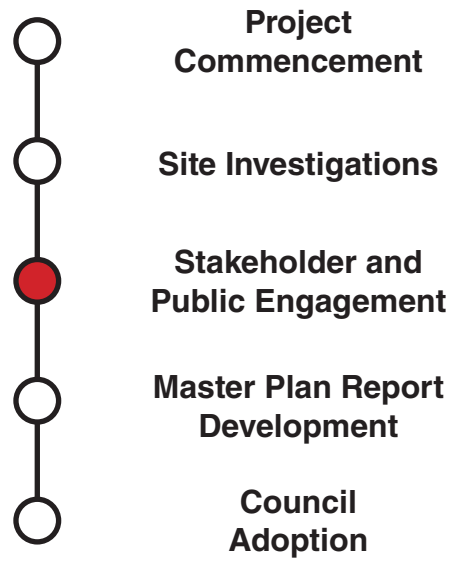 Project
Commencement
Site Investigations
Stakeholder and
Public Engagement
Master Plan Report
Development
Council
Adoption